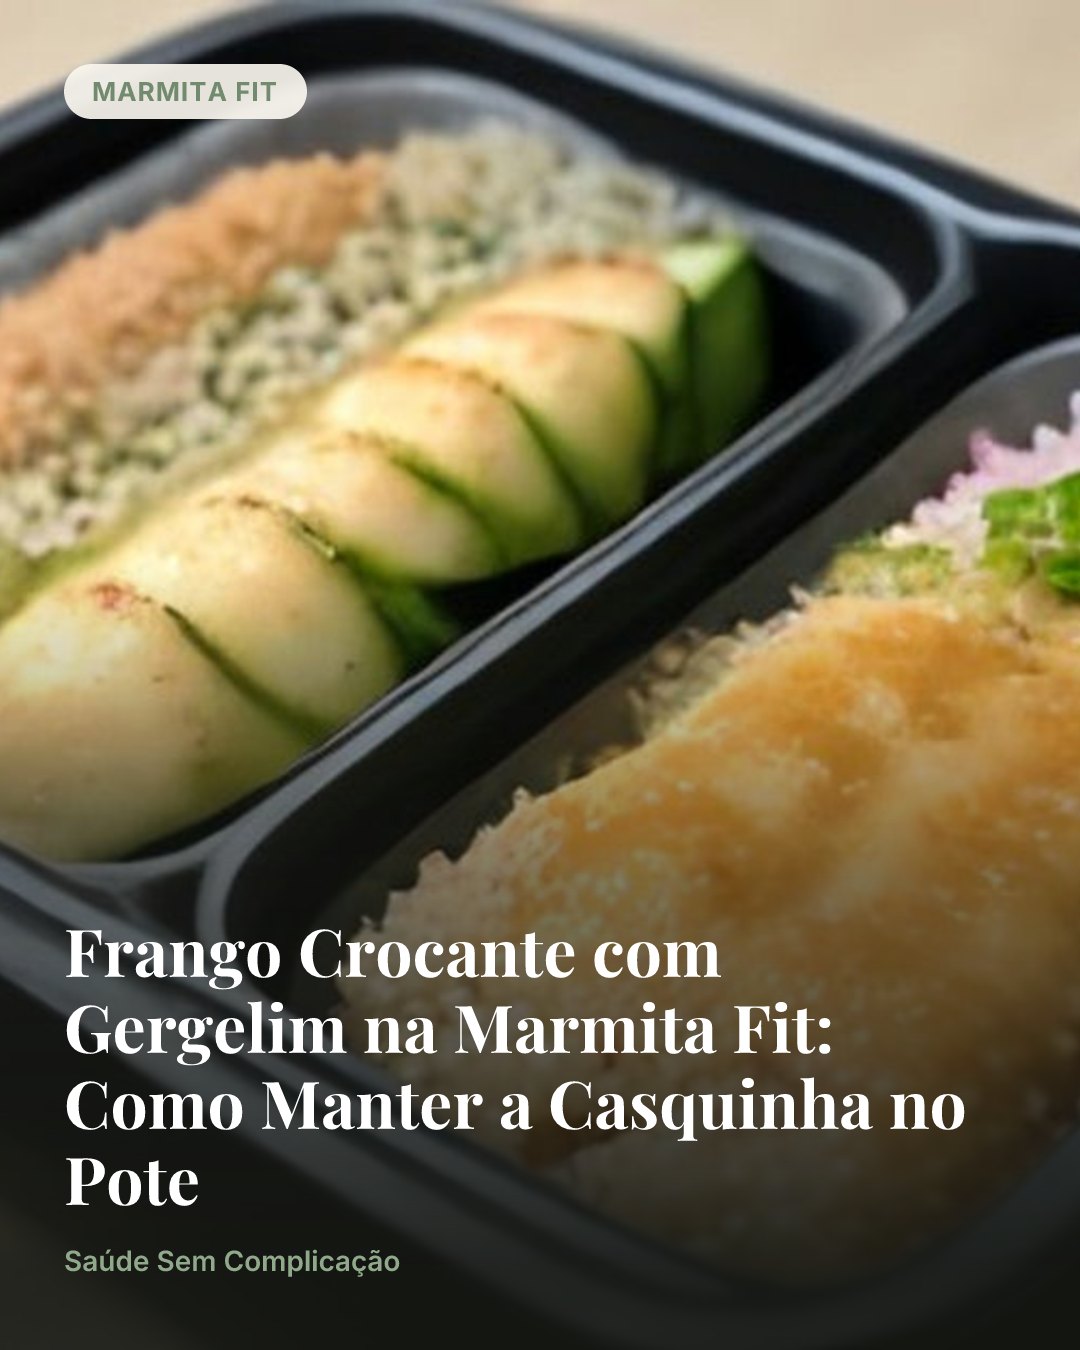 MARMITA FIT
Frango Crocante com
Gergelim na Marmita Fit:
Como Manter a Casquinha no
Pote
Saúde Sem Complicação